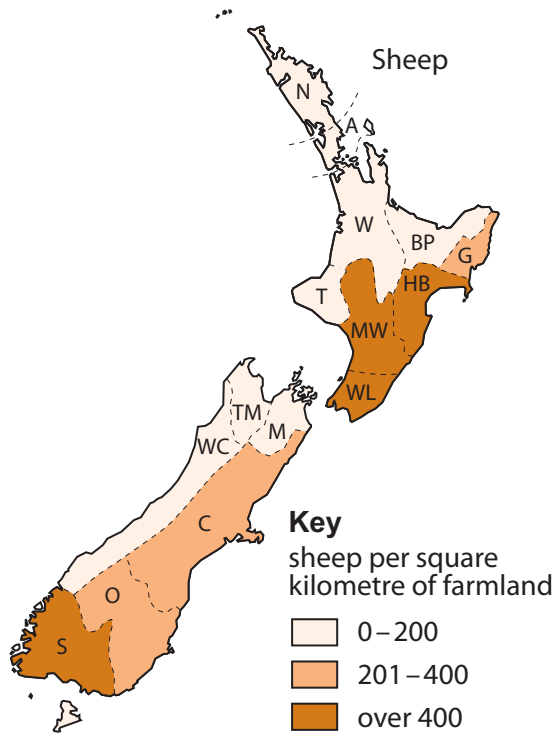 Sheep
N
A
W
BP
G
T
HB
MW
WL
TM
M
WC
C
O
S
Key
sheep per square
kilometre of farmland
0–200
201–400
over 400